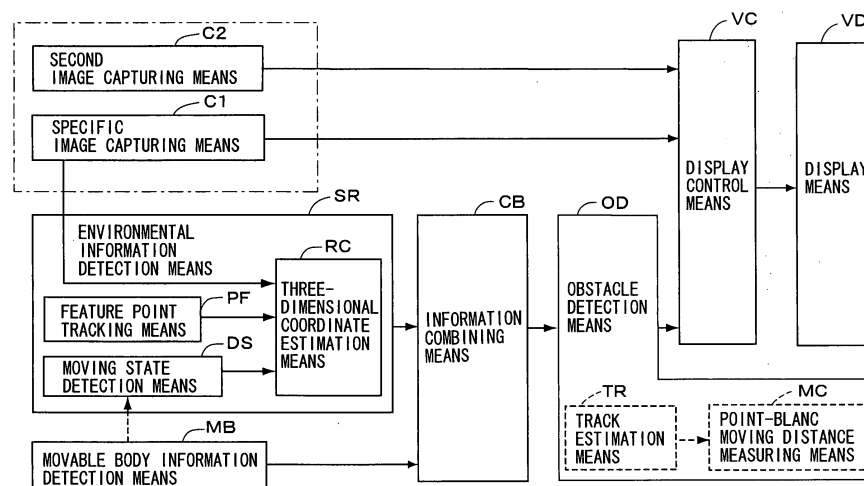 C2
VC
VD
SECOND
IMAGE CAPTURING MEANS
C1
SPECIFIC
IMAGE CAPTURING MEANS
DISPLAY
CONTROL
MEANS
DISPLAY
MEANS
SR
CB
OD
ENVIRONMENTAL
INFORMATION
DETECTION MEANS
RC
THREE-
DIMENSIONAL
COORDINATE
ESTIMATION
MEANS
PF
FEATURE POINT
TRACKING MEANS
DS
MOVING STATE
DETECTION MEANS
INFORMATION
COMBINING
MEANS
OBSTACLE
DETECTION
MEANS
TR
TRACK
ESTIMATION
MEANS
MC
POINT-BLANC
MOVING DISTANCE
MEASURING MEANS
MB
MOVABLE BODY INFORMATION
DETECTION MEANS